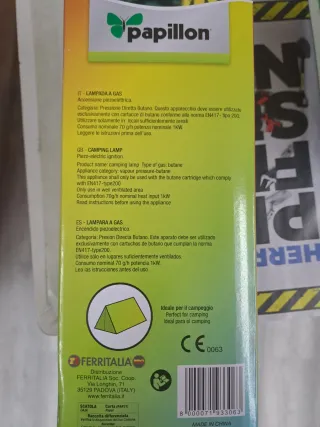 papillon
IT - LAMPADA A GAS
Accensione piezoelettrica
Categoria: Pressione Diretta Butano. Questo apparecchio deve essere utilizzato
esclusivamente con cartucce di butano conforme alla norma EN417- tipo 200.
Utilizzare solamente in locali sufficientemente aerati.
Consumo nominale 70 g/h potenza nominale 1KW.
Leggere le istruzioni prima dell'uso.
GB - CAMPING LAMP
Piezo-electric ignition
Product name: camping lamp Type of gas: butane
Appliance category: vapour pressure-butane
This appliance shall only be used with the butane cartridge which comply
with EN417-type200
Only use in well ventilated area
Consumption 70g/h nominal heat input 1kW
Read instructions before using the appliance
ES - LAMPARA A GAS
Encendido piezoeléctrico
Categoria: Presion Directa Butano. Este aparato debe ser utilizado
exclusivamente con cartuchos de butano que cumplan la norma
EN417-tipo200.
Utilice sólo en lugares suficientemente ventilados.
Consumo nominal 70 g/h potencia 1kW.
Lea las instrucciones antes del uso.
Ideale per il campeggio
Perfect for camping
Ideal para el camping
CE 0063
FERRITALIA
Distribuzione:
FERRITALIA Soc. Coop.
Via Longhin, 71
35129 PADOVA (ITALY)
www.ferritalia.it
SCATOLA
Raccolta differenziata
MADE IN CHINA
HERR